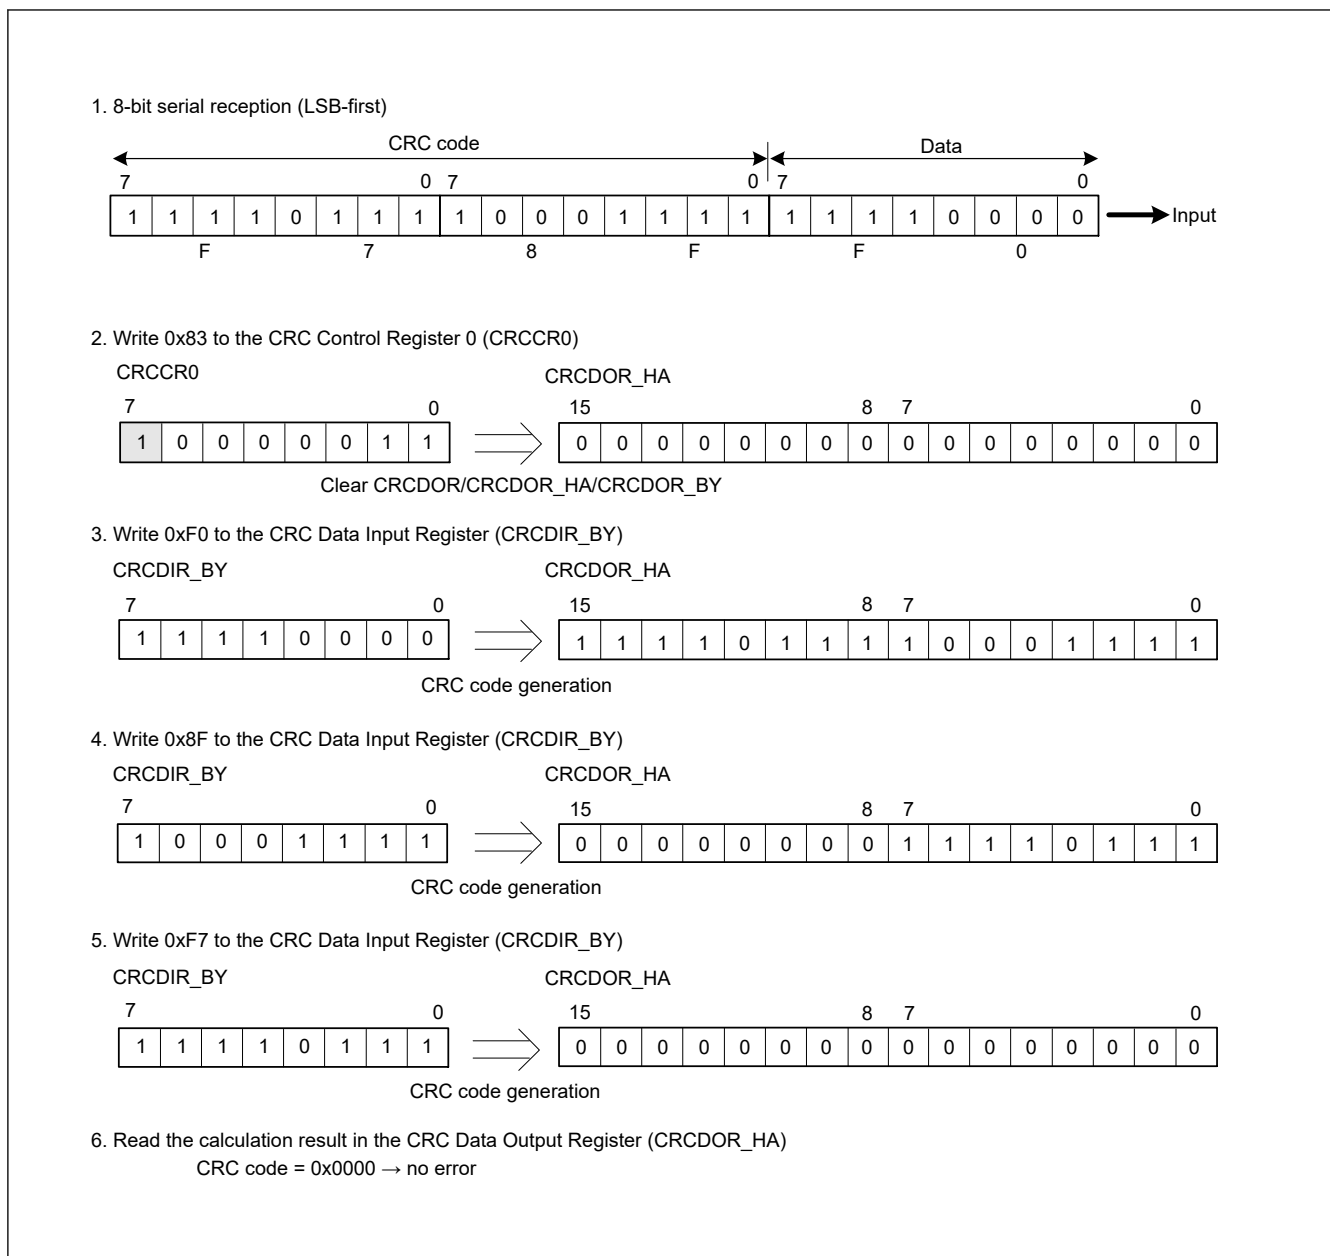 1. 8-bit serial reception (LSB-first)
CRC code Data
7 0 7 0 7 0
1 1 1 1 0 1 1 1 1 0 0 0 1 1 1 1 1 1 1 1 0 0 0 0 Input
F 7 8 F F 0
2. Write 0x83 to the CRC Control Register 0 (CRCCR0)
CRCCR0 CRCDOR_HA
7 0 15 8 7 0
1 0 0 0 0 0 1 1 0 0 0 0 0 0 0 0 0 0 0 0 0 0 0 0
Clear CRCDOR/CRCDOR_HA/CRCDOR_BY
3. Write 0xF0 to the CRC Data Input Register (CRCDIR_BY)
CRCDIR_BY CRCDOR_HA
7 0 15 8 7 0
1 1 1 1 0 0 0 0 1 1 1 1 0 1 1 1 1 0 0 0 1 1 1 1
CRC code generation
4. Write 0x8F to the CRC Data Input Register (CRCDIR_BY)
CRCDIR_BY CRCDOR_HA
7 0 15 8 7 0
1 0 0 0 1 1 1 1 0 0 0 0 0 0 0 0 1 1 1 1 0 1 1 1
CRC code generation
5. Write 0xF7 to the CRC Data Input Register (CRCDIR_BY)
CRCDIR_BY CRCDOR_HA
7 0 15 8 7 0
1 1 1 1 0 1 1 1 0 0 0 0 0 0 0 0 0 0 0 0 0 0 0 0
CRC code generation
6. Read the calculation result in the CRC Data Output Register (CRCDOR_HA)
CRC code = 0x0000 → no error